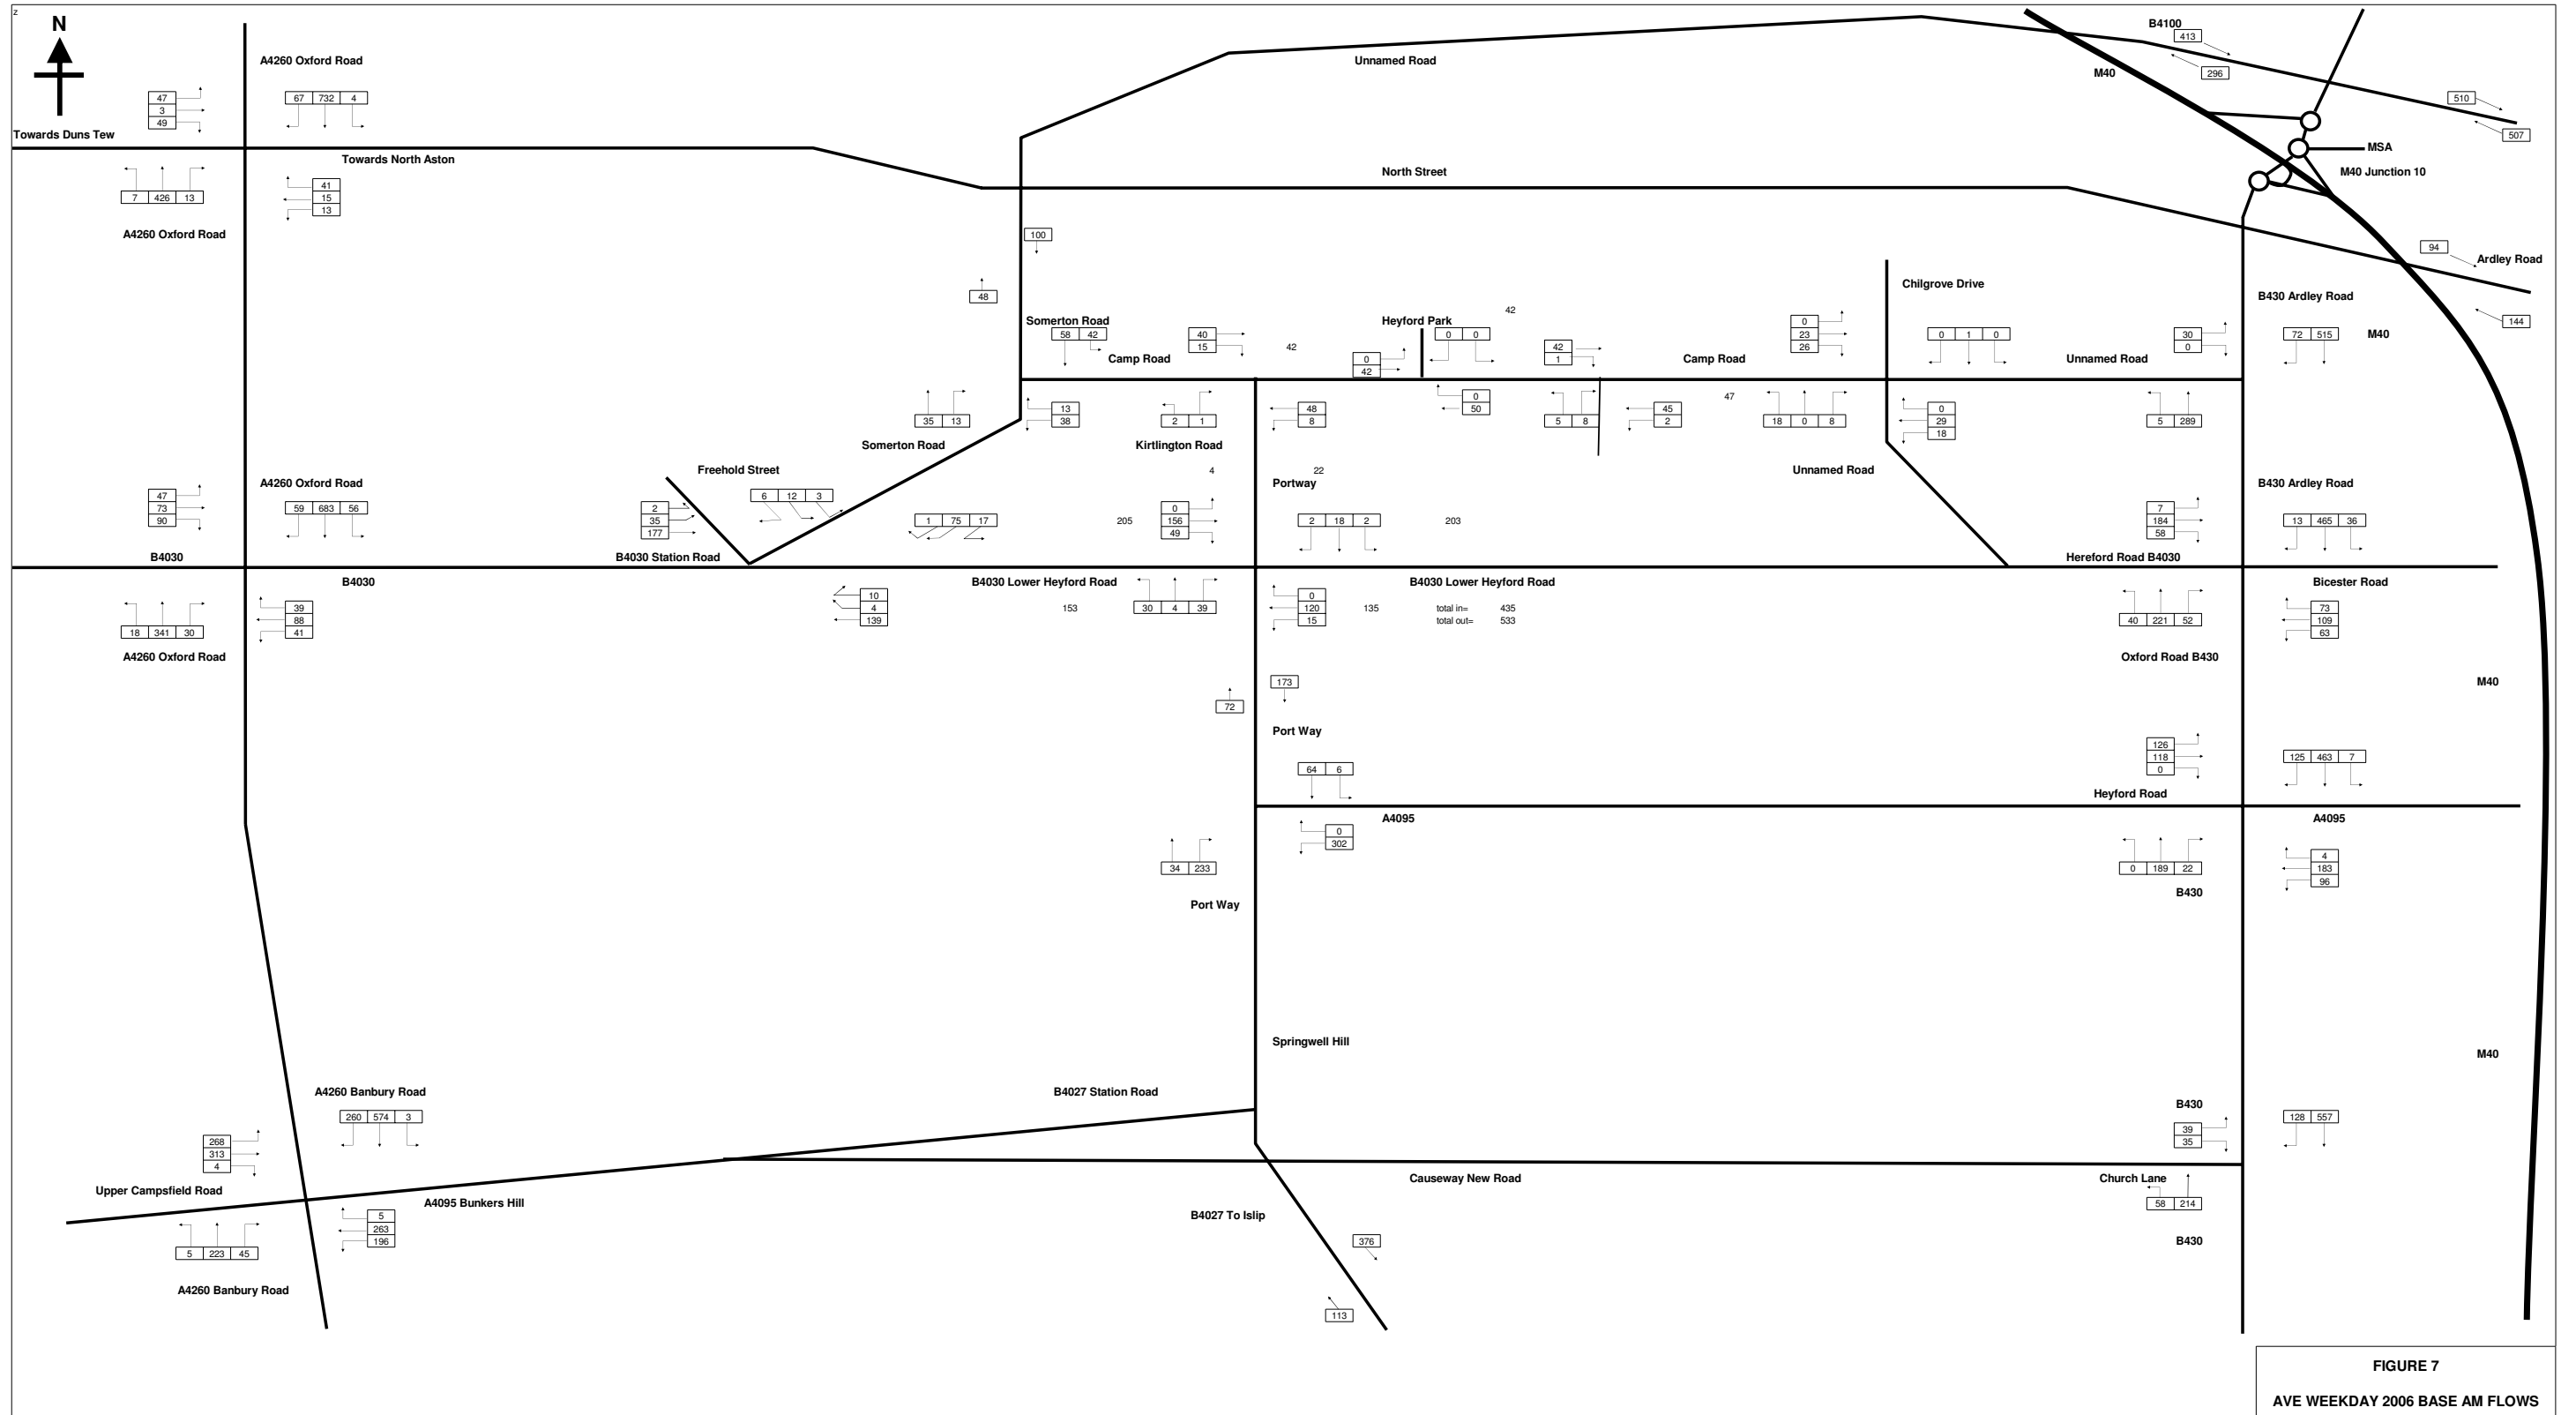 z
N
B4100
413
A4260 Oxford Road
Unnamed Road
M40
296
47
3
49
67 732 4
510
507
Towards Duns Tew
Towards North Aston
MSA
North Street
M40 Junction 10
7 426 13
41
15
13
A4260 Oxford Road
100
94
Ardley Road
48
Chilgrove Drive
B430 Ardley Road
42
Somerton Road
Heyford Park
144
58 42
40
15
42
0 0
0
23
26
0 1 0
30
0
72 515
M40
Camp Road
0
42
42
1
Camp Road
Unnamed Road
35 13
13
38
2 1
48
8
0
50
5 8
45
2
47
18 0 8
0
29
18
5 289
Somerton Road
Kirtlington Road
Freehold Street
4
22
Unnamed Road
A4260 Oxford Road
Portway
B430 Ardley Road
47
73
90
59 683 56
2
35
177
6 12 3
1 75 17
205
0
156
49
2 18 2
203
7
184
58
13 465 36
B4030
B4030 Station Road
Hereford Road B4030
B4030
B4030 Lower Heyford Road
B4030 Lower Heyford Road
Bicester Road
18 341 30
39
88
41
10
4
139
153
30 4 39
0
120
15
135
total in= 435
total out= 533
40 221 52
73
109
63
A4260 Oxford Road
Oxford Road B430
173
M40
72
Port Way
64 6
126
118
0
125 463 7
Heyford Road
A4095
A4095
0
302
34 233
0 189 22
4
183
96
B430
Port Way
Springwell Hill
M40
A4260 Banbury Road
B4027 Station Road
B430
260 574 3
128 557
268
313
4
39
35
Upper Campsfield Road
A4095 Bunkers Hill
Causeway New Road
Church Lane
58 214
5
263
196
B4027 To Islip
5 223 45
376
B430
A4260 Banbury Road
113
FIGURE 7
AVE WEEKDAY 2006 BASE AM FLOWS